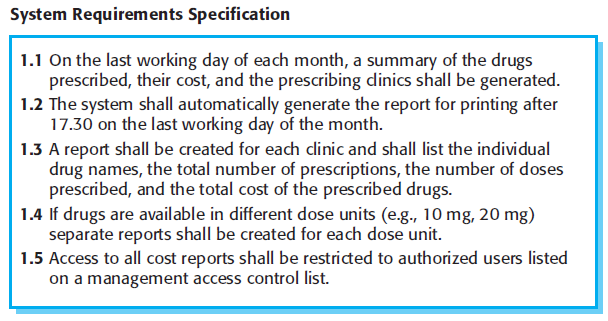 System Requirements Specification
1.1 On the last working day of each month, a summary of the drugs
prescribed, their cost, and the prescribing clinics shall be generated.
1.2 The system shall automatically generate the report for printing after
17.30 on the last working day of the month.
1.3 A report shall be created for each clinic and shall list the individual
drug names, the total number of prescriptions, the number of doses
prescribed, and the total cost of the prescribed drugs.
1.4 If drugs are available in different dose units (e.g., 10 mg, 20 mg)
separate reports shall be created for each dose unit.
1.5 Access to all cost reports shall be restricted to authorized users listed
on a management access control list.